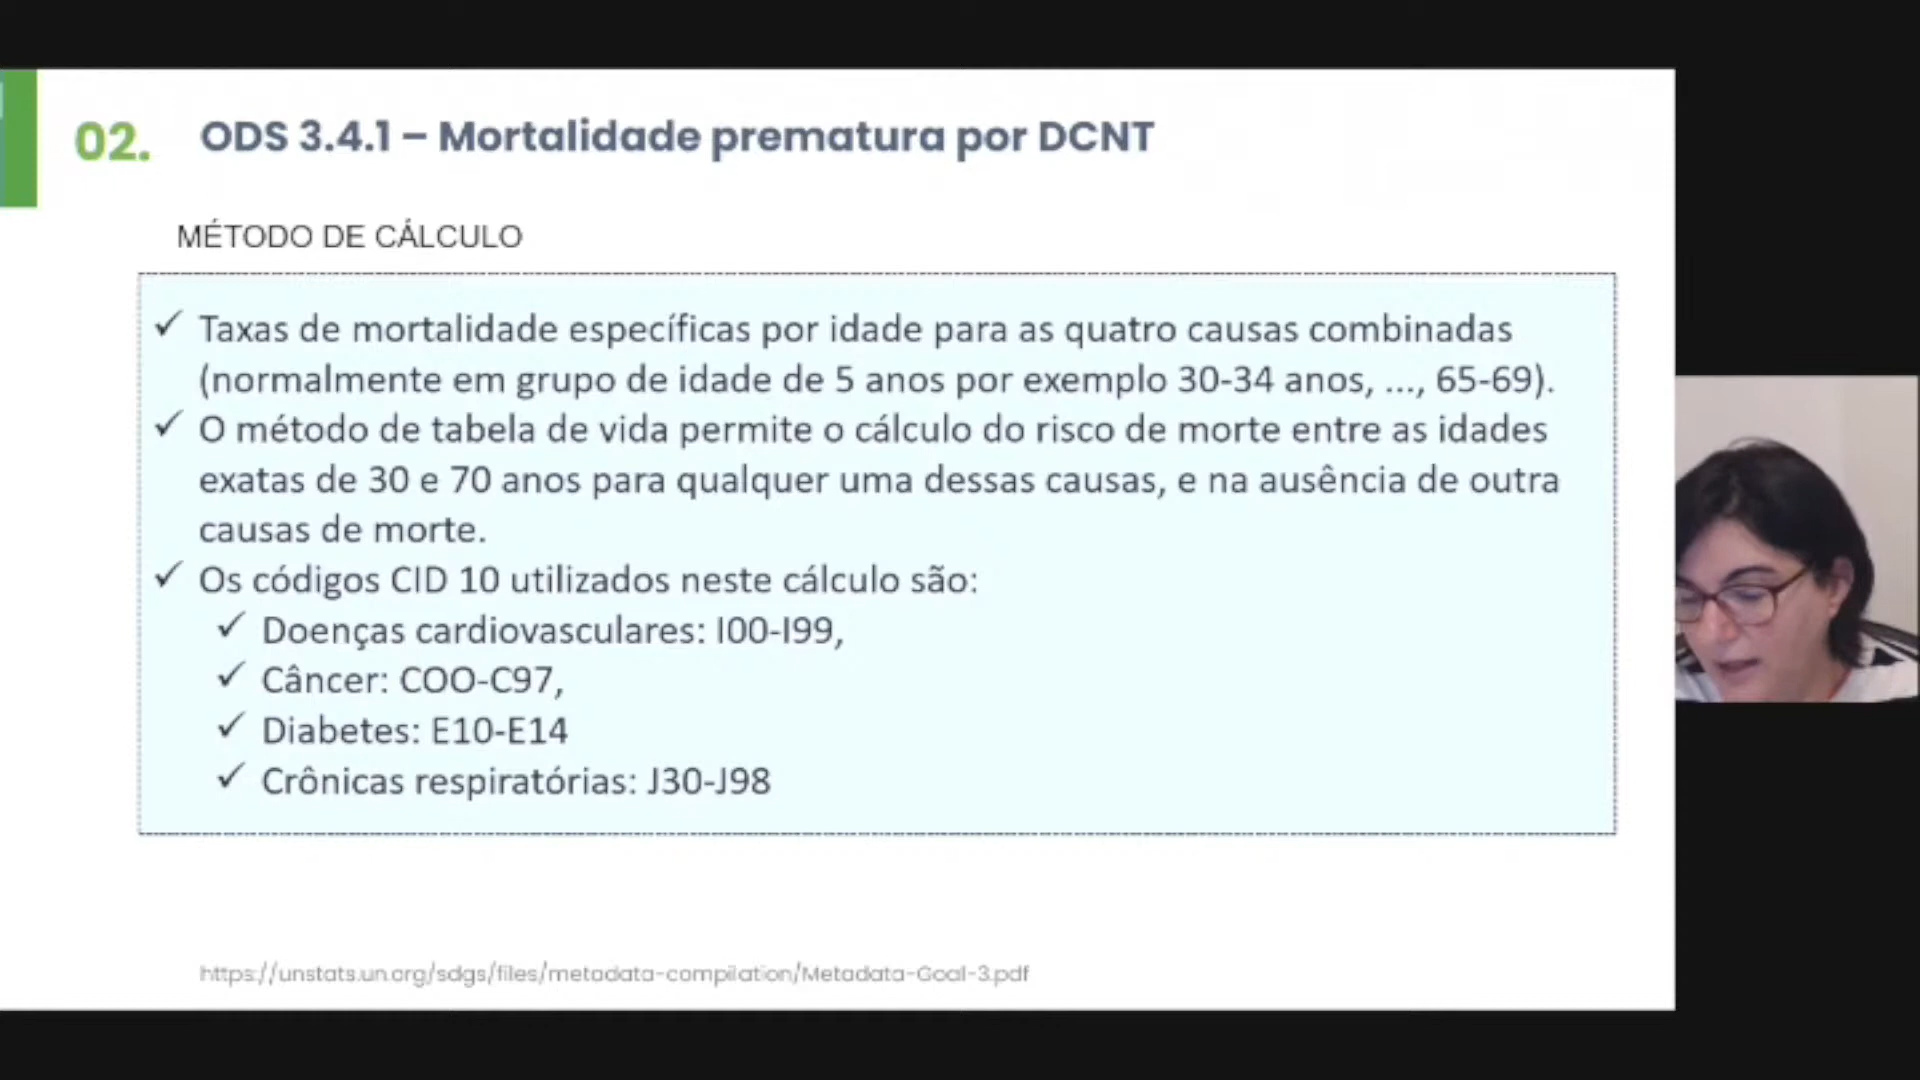 02.
ODS 3.4.1 – Mortalidade prematura por DCNT
MÉTODO DE CÁLCULO
✓ Taxas de mortalidade específicas por idade para as quatro causas combinadas
(normalmente em grupo de idade de 5 anos por exemplo 30-34 anos, ..., 65-69).
✓ O método de tabela de vida permite o cálculo do risco de morte entre as idades
exatas de 30 e 70 anos para qualquer uma dessas causas, e na ausência de outra
causas de morte.
✓ Os códigos CID 10 utilizados neste cálculo são:
✓ Doenças cardiovasculares: I00-I99,
✓ Câncer: COO-C97,
✓ Diabetes: E10-E14
✓ Crônicas respiratórias: J30-J98
https://unstats.un.org/sdgs/files/metadata-compilation/Metadata-Goal-3.pdf